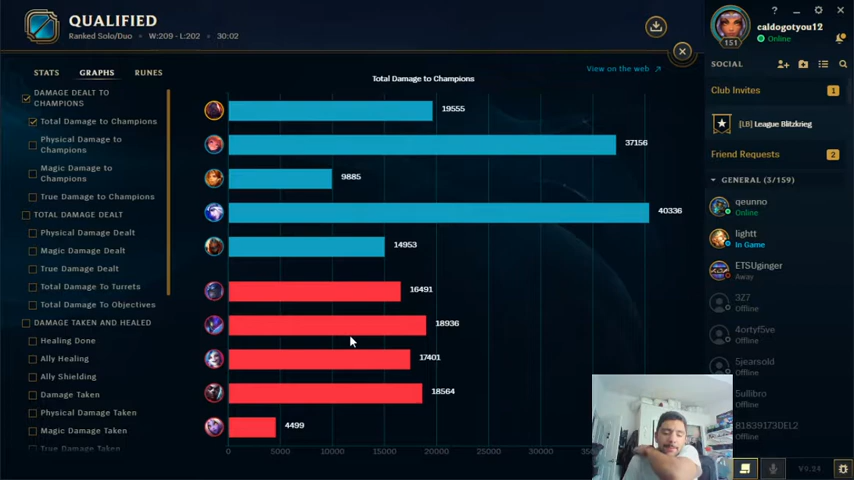 QUALIFIED
Ranked Solo/Duo • W:209 - L:202 • 30:02
STATS
GRAPHS
RUNES
View on the web
DAMAGE DEALT TO
CHAMPIONS
Total Damage to Champions
Physical Damage to
Champions
Magic Damage to
Champions
True Damage to Champions
TOTAL DAMAGE DEALT
Physical Damage Dealt
Magic Damage Dealt
True Damage Dealt
Total Damage To Turrets
Total Damage To Objectives
DAMAGE TAKEN AND HEALED
Healing Done
Ally Healing
Ally Shielding
Damage Taken
Physical Damage Taken
Magic Damage Taken
True Damage Taken
Total Damage to Champions
19555
37156
9885
40336
14953
16491
18936
17401
18564
4499
0
5000
10000
15000
20000
25000
30000
151
caldogotyou12
Online
SOCIAL
Club Invites
1
[LB] League Blitzkrieg
Friend Requests
2
GENERAL (3/159)
qeunno
Online
lightt
In Game
ETSUginger
Away
3Z7
Offline
4ortyf5ve
Offline
5jearsold
Offline
5ullibro
Offline
81839173DEL2
Offline
V9.24